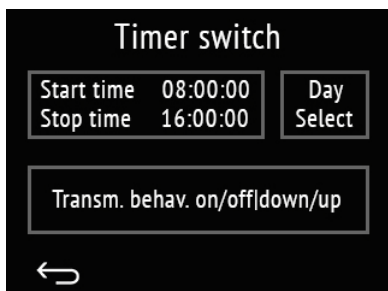 Timer switch
Start time 08:00:00
Stop time 16:00:00
Day
Select
Transm. behav. on/off|down/up